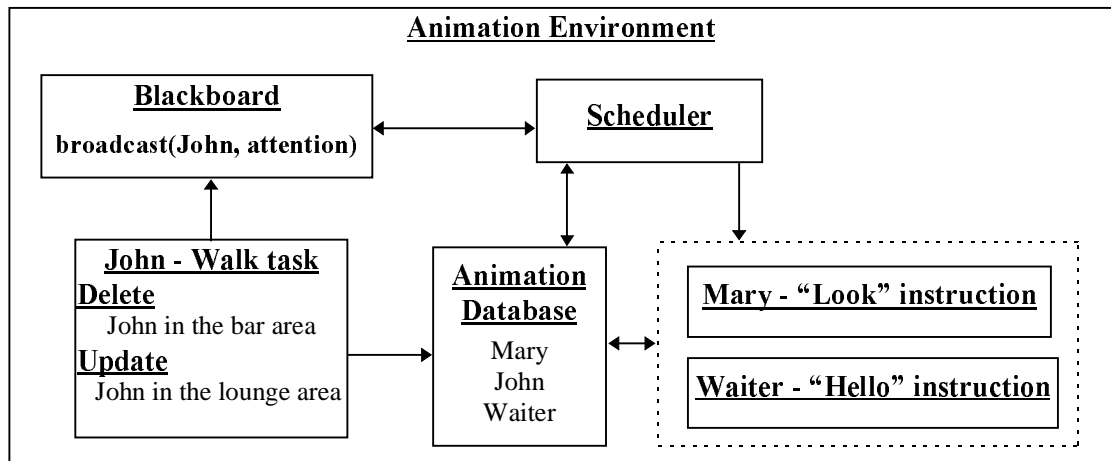 Animation Environment
Blackboard
broadcast(John, attention)
Scheduler
John - Walk task
Delete
John in the bar area
Update
John in the lounge area
Animation
Database
Mary
John
Waiter
Mary - “Look” instruction
Waiter - “Hello” instruction